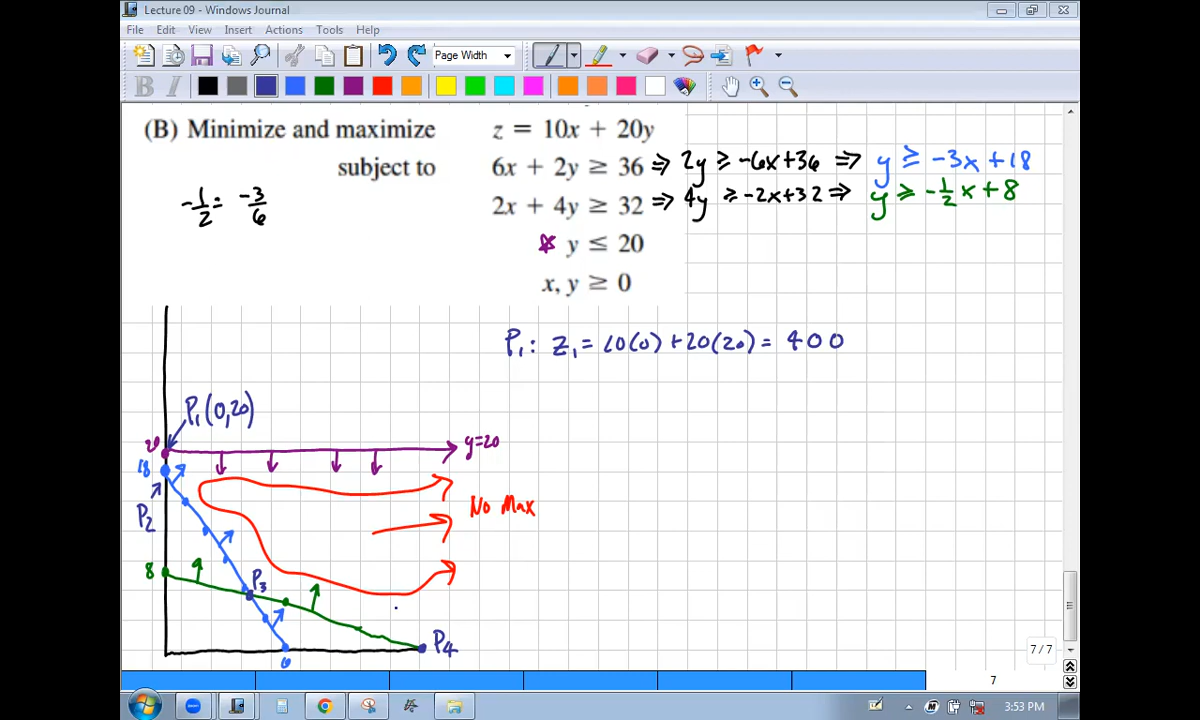 Lecture 09 - Windows Journal
File Edit View Insert Actions Tools Help
Page Width
B I
(B) Minimize and maximize z = 10x + 20y
subject to 6x + 2y ≥ 36 ⇒ 2y ≥ -6x+36 ⇒ y ≥ -3x +18
-1/2 = -3/6 2x + 4y ≥ 32 ⇒ 4y ≥ -2x+32 ⇒ y ≥ -1/2 x + 8
* y ≤ 20
x, y ≥ 0
P₁: Z₁ = 10(0) +20(20) = 400
P₁(0,20)
20 y=20
18
No Max
P2
8 P3
P4
6
7/7
7
3:53 PM